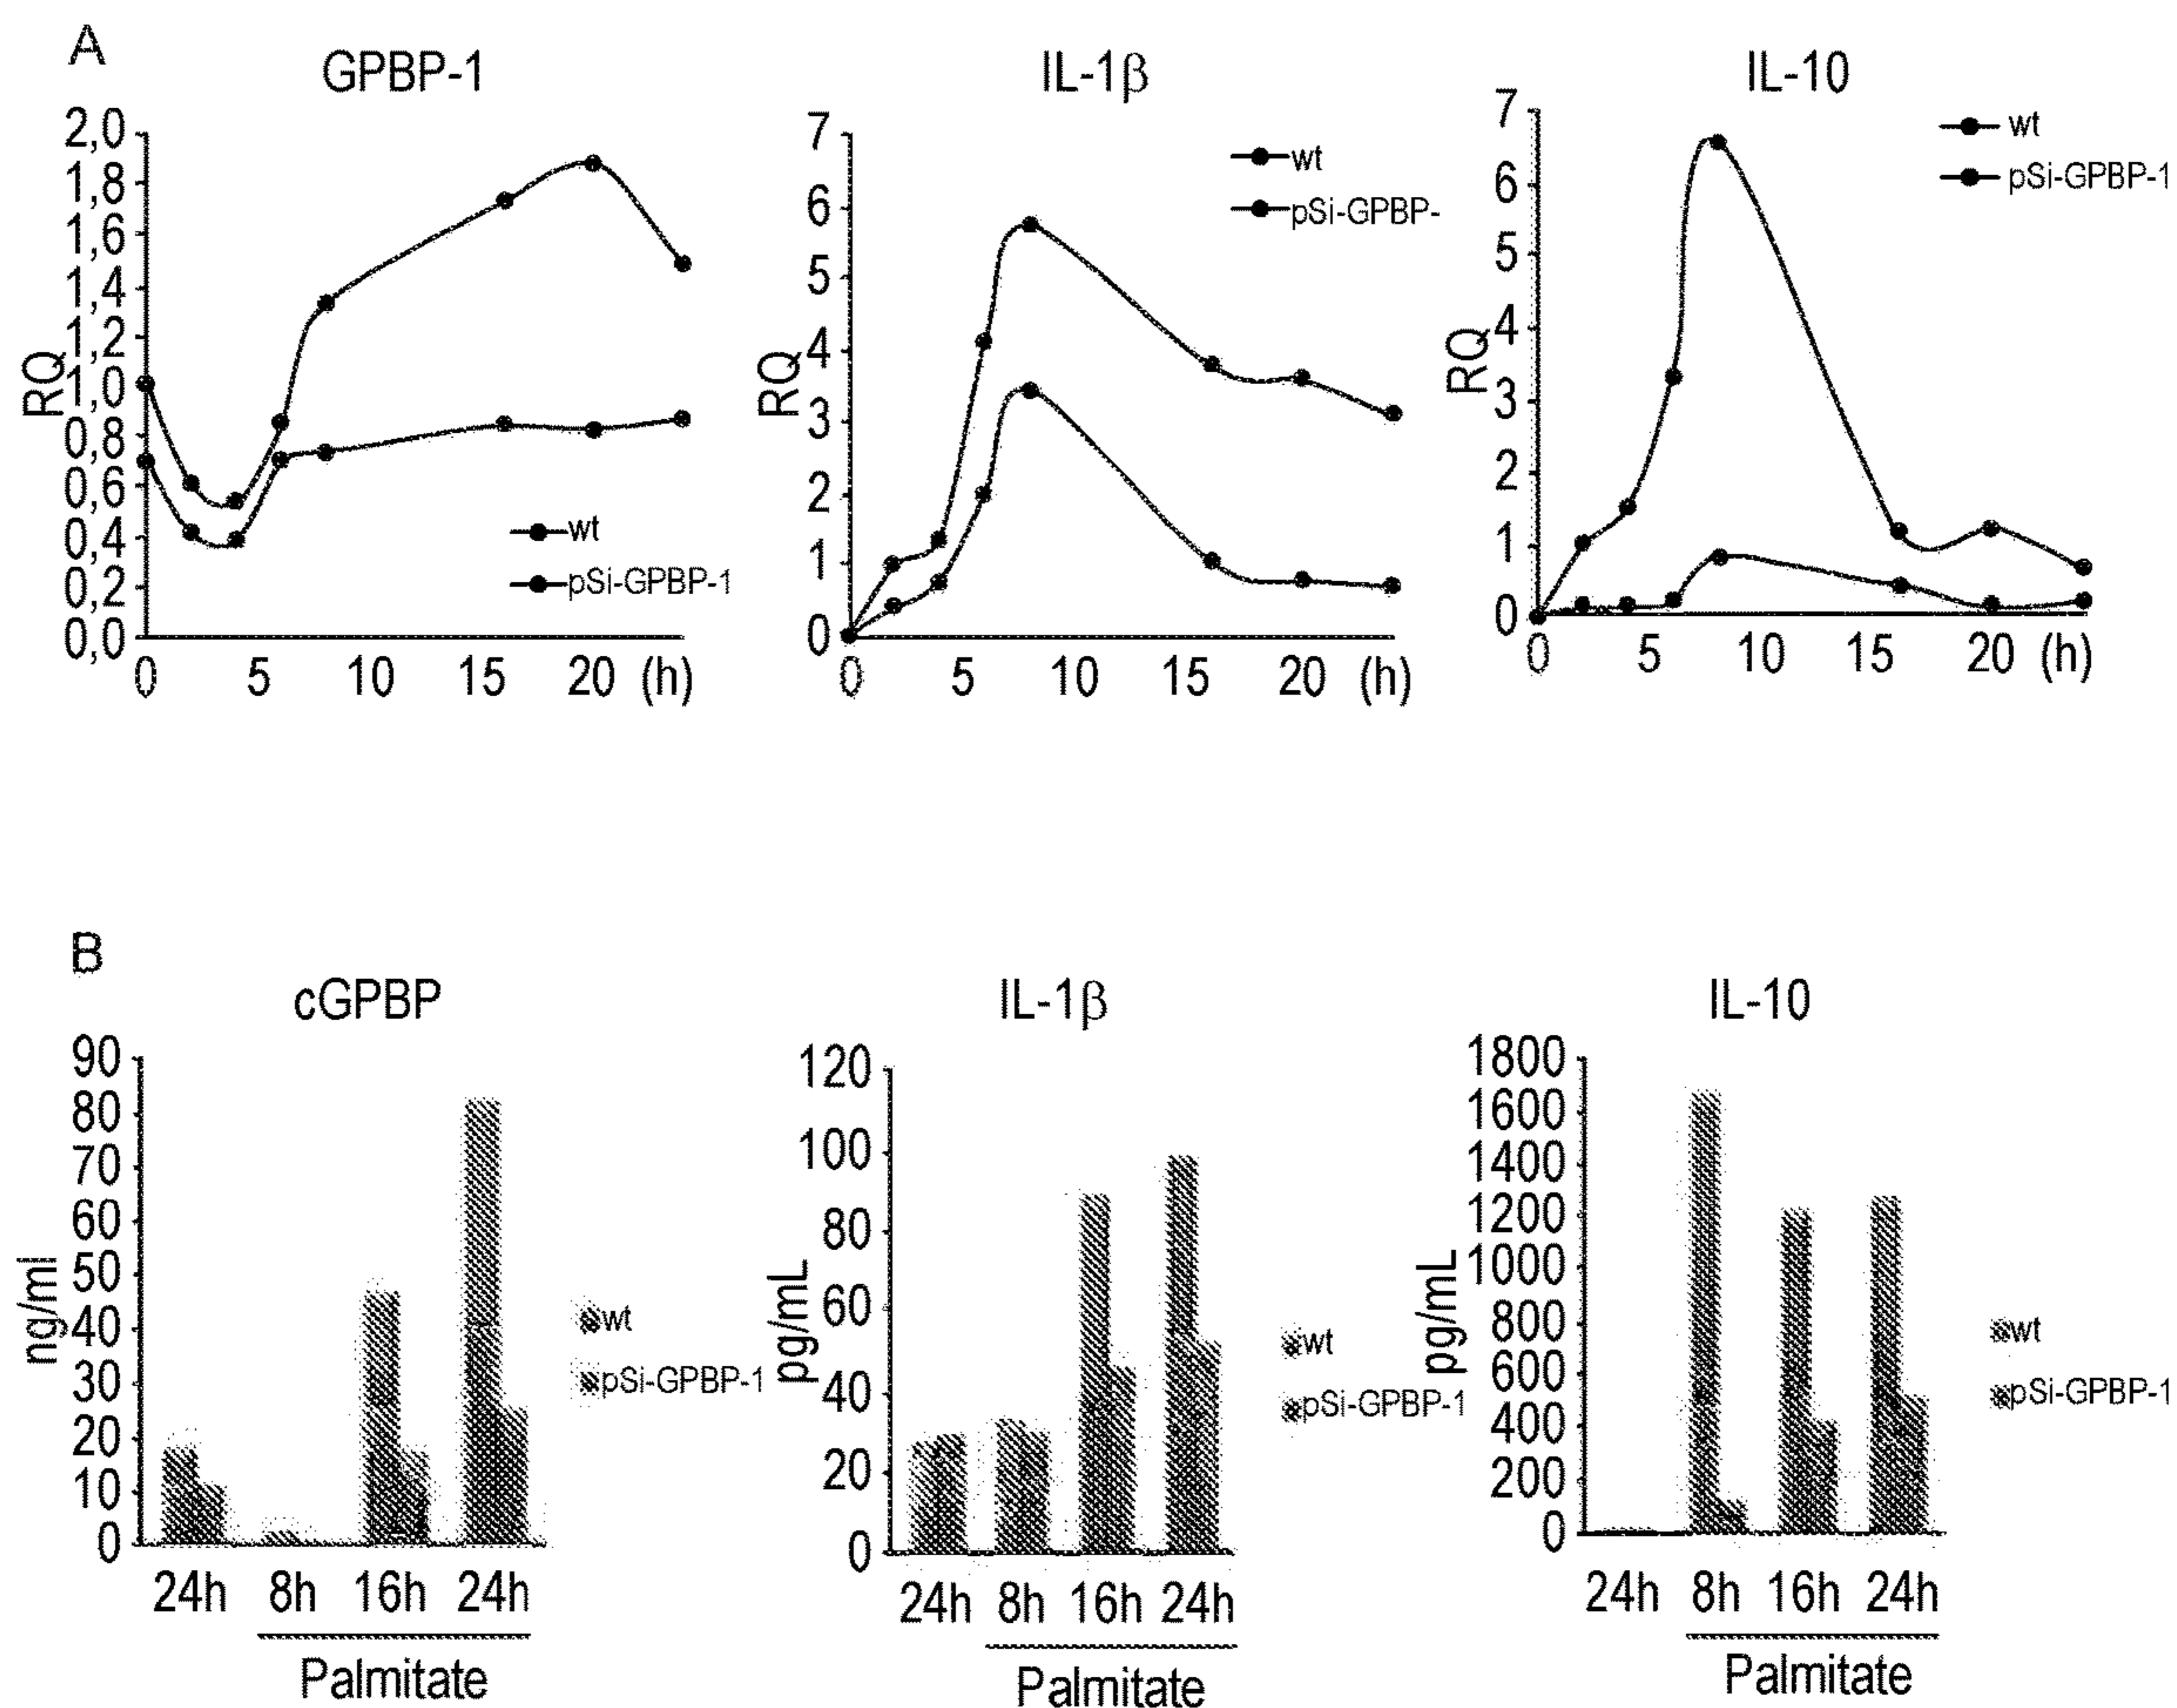 A
GPBP-1
2,0
1,8
1,6
1,4
1,2
1,0
0,8
0,6
0,4
0,2
0,0
RQ
wt
pSi-GPBP-1
0 5 10 15 20 (h)
IL-1β
7
6
5
4
3
2
1
0
RQ
wt
pSi-GPBP-
0 5 10 15 20 (h)
IL-10
7
6
5
4
3
2
1
0
RQ
wt
pSi-GPBP-1
0 5 10 15 20 (h)
B
cGPBP
90
80
70
60
50
40
30
20
10
0
ng/ml
wt
pSi-GPBP-1
24h 8h 16h 24h
Palmitate
IL-1β
120
100
80
60
40
20
0
pg/mL
wt
pSi-GPBP-1
24h 8h 16h 24h
Palmitate
IL-10
1800
1600
1400
1200
1000
800
600
400
200
0
pg/mL
wt
pSi-GPBP-1
24h 8h 16h 24h
Palmitate